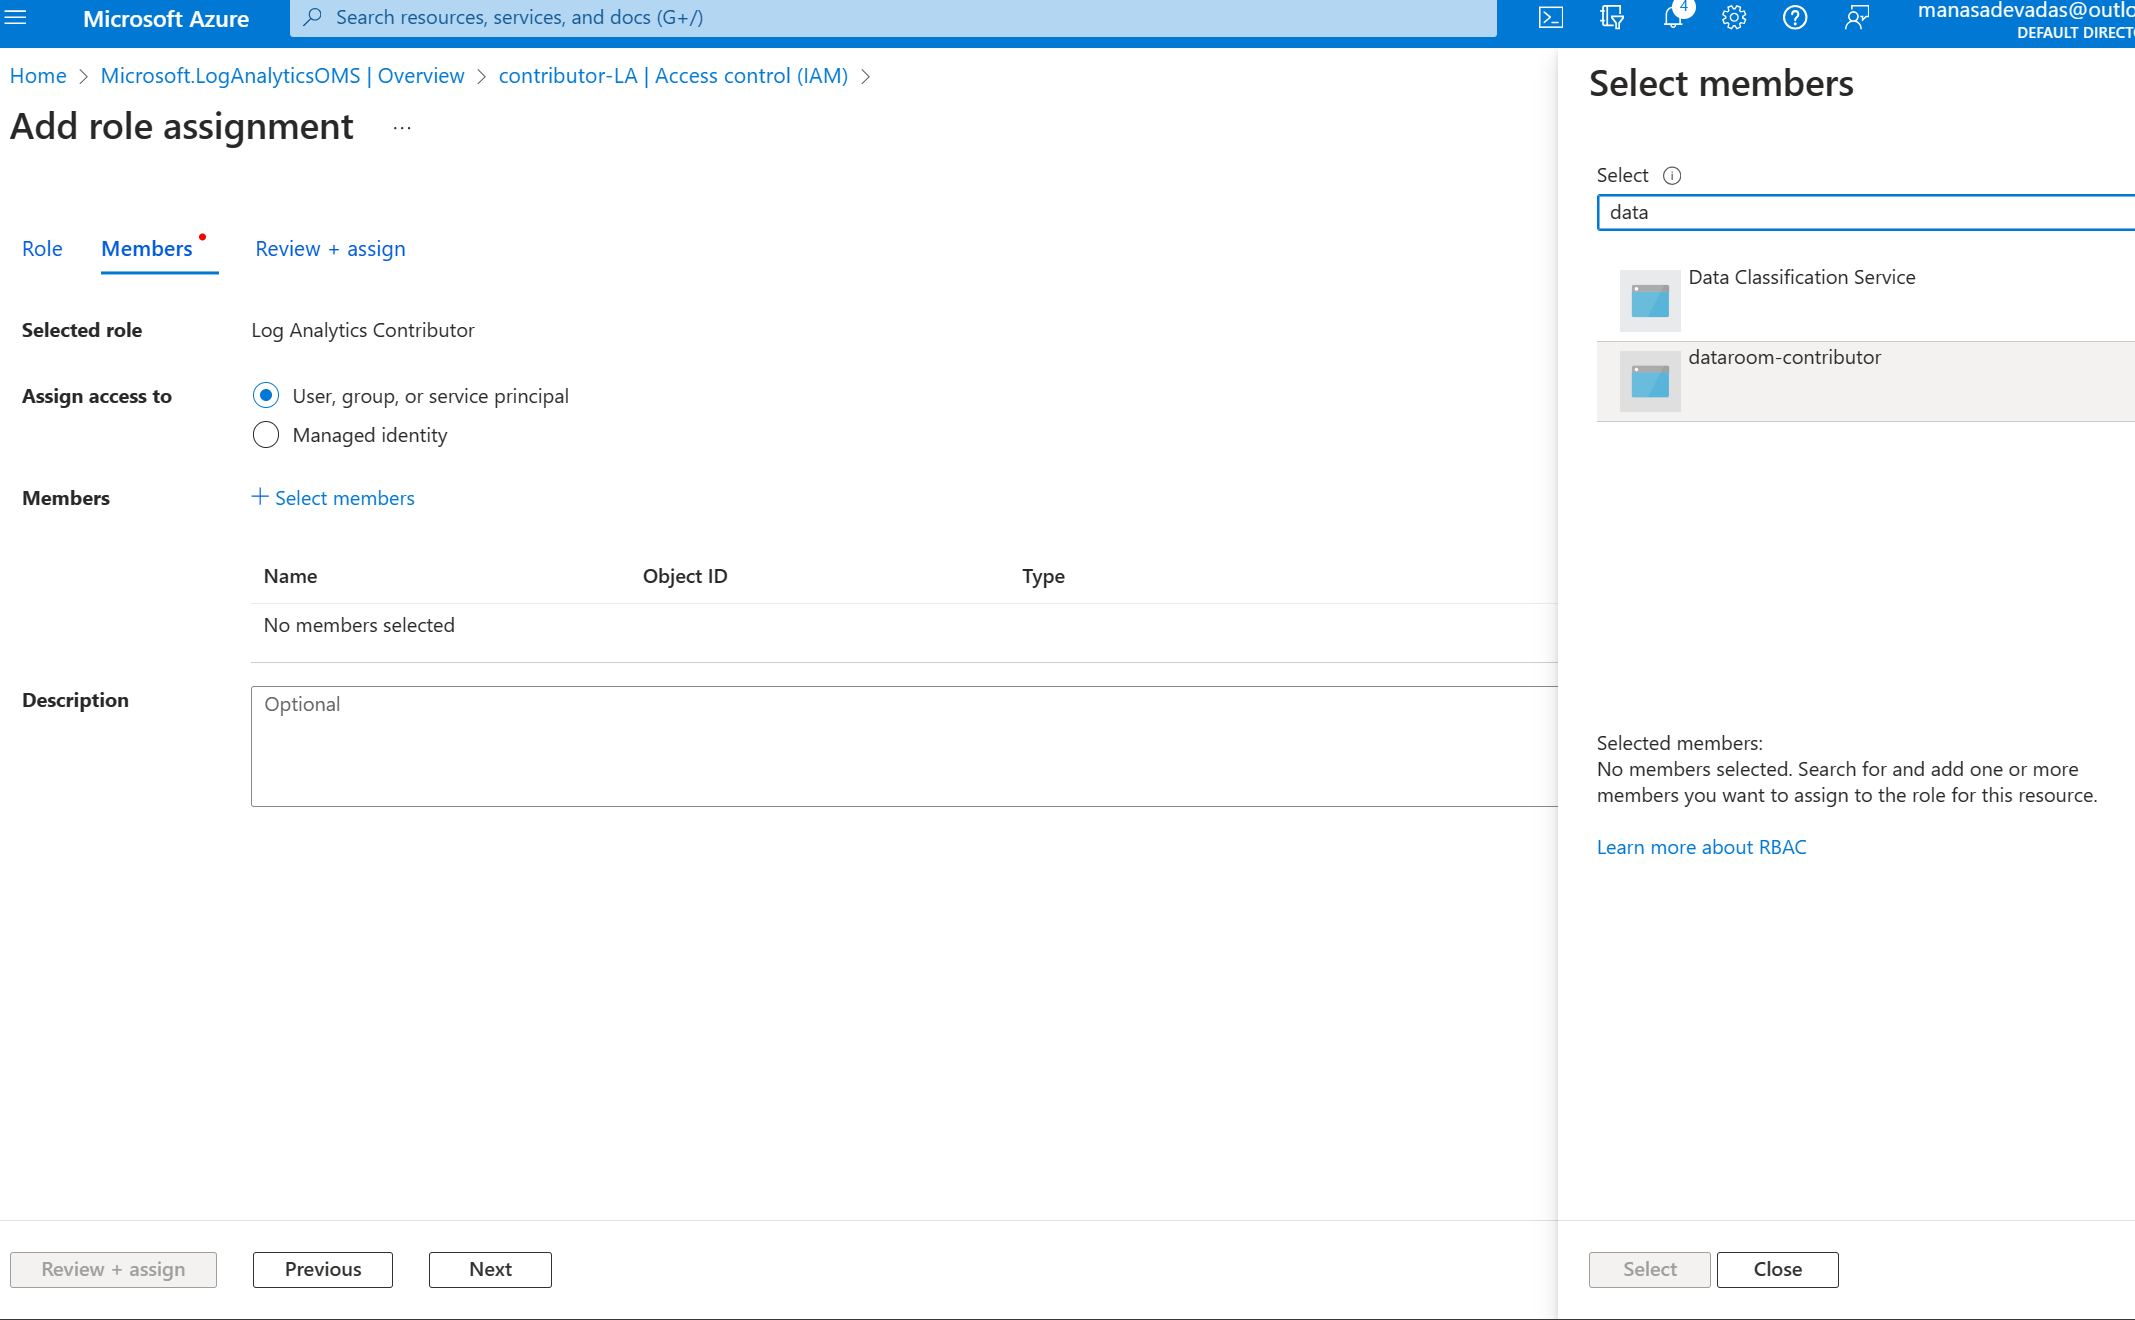 Microsoft Azure
Search resources, services, and docs (G+/)
4
manasadevadas@outlo
DEFAULT DIRECT
Home > Microsoft.LogAnalyticsOMS | Overview > contributor-LA | Access control (IAM) >
Add role assignment ...
Role Members Review + assign
Selected role Log Analytics Contributor
Assign access to User, group, or service principal
Managed identity
Members + Select members
Name Object ID Type
No members selected
Description Optional
Review + assign Previous Next
Select members
Select
data
Data Classification Service
dataroom-contributor
Selected members:
No members selected. Search for and add one or more
members you want to assign to the role for this resource.
Learn more about RBAC
Select Close